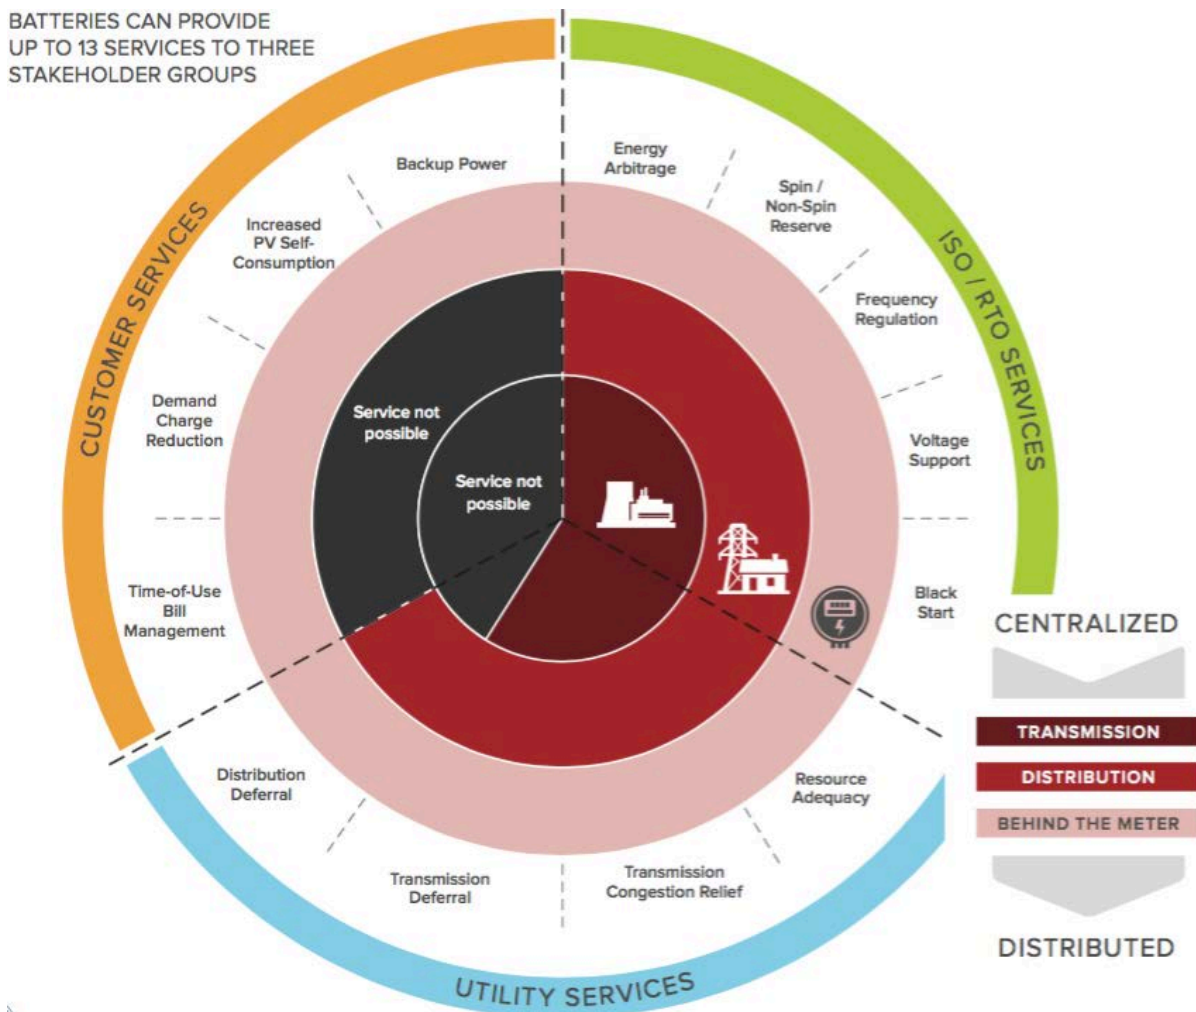 BATTERIES CAN PROVIDE
UP TO 13 SERVICES TO THREE
STAKEHOLDER GROUPS
CUSTOMER SERVICES
ISO / RTO SERVICES
UTILITY SERVICES
Backup Power
Increased
PV Self-
Consumption
Demand
Charge
Reduction
Time-of-Use
Bill
Management
Energy
Arbitrage
Spin /
Non-Spin
Reserve
Frequency
Regulation
Voltage
Support
Black
Start
Service not
possible
Service not
possible
Distribution
Deferral
Transmission
Deferral
Transmission
Congestion Relief
Resource
Adequacy
CENTRALIZED
TRANSMISSION
DISTRIBUTION
BEHIND THE METER
DISTRIBUTED